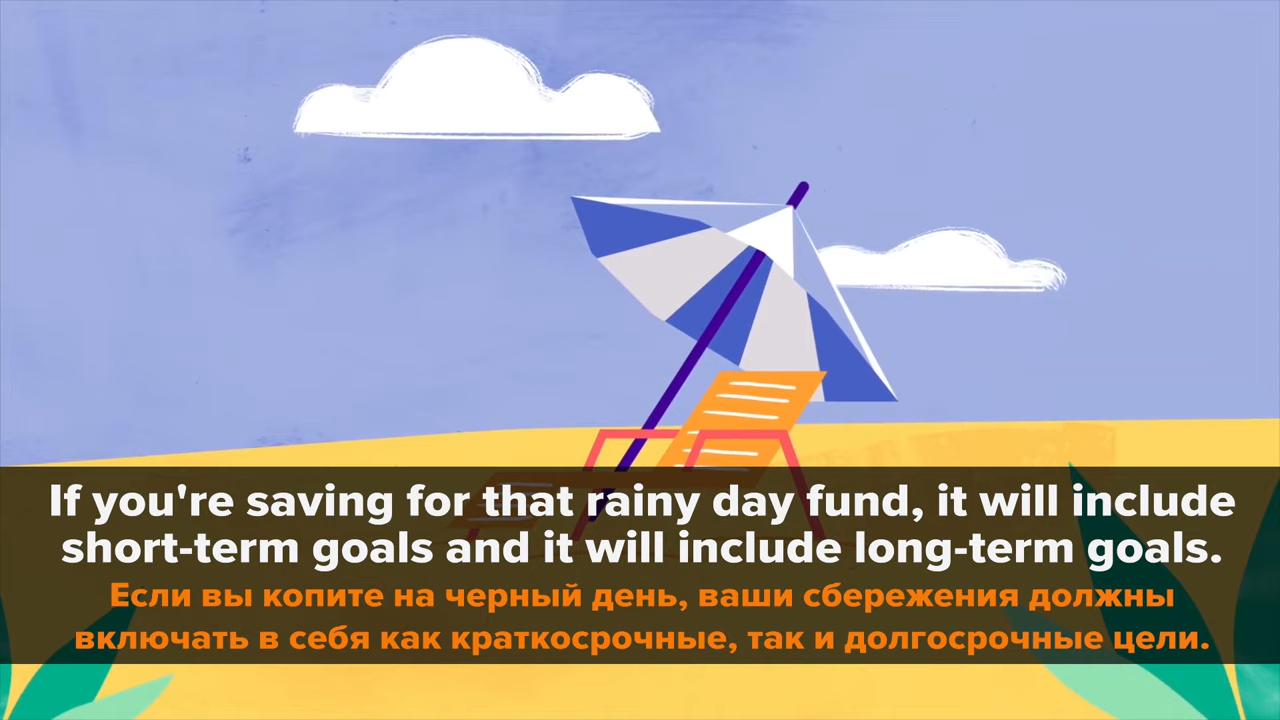 If you're saving for that rainy day fund, it will include
short-term goals and it will include long-term goals.
Если вы копите на черный день, ваши сбережения должны
включать в себя как краткосрочные, так и долгосрочные цели.